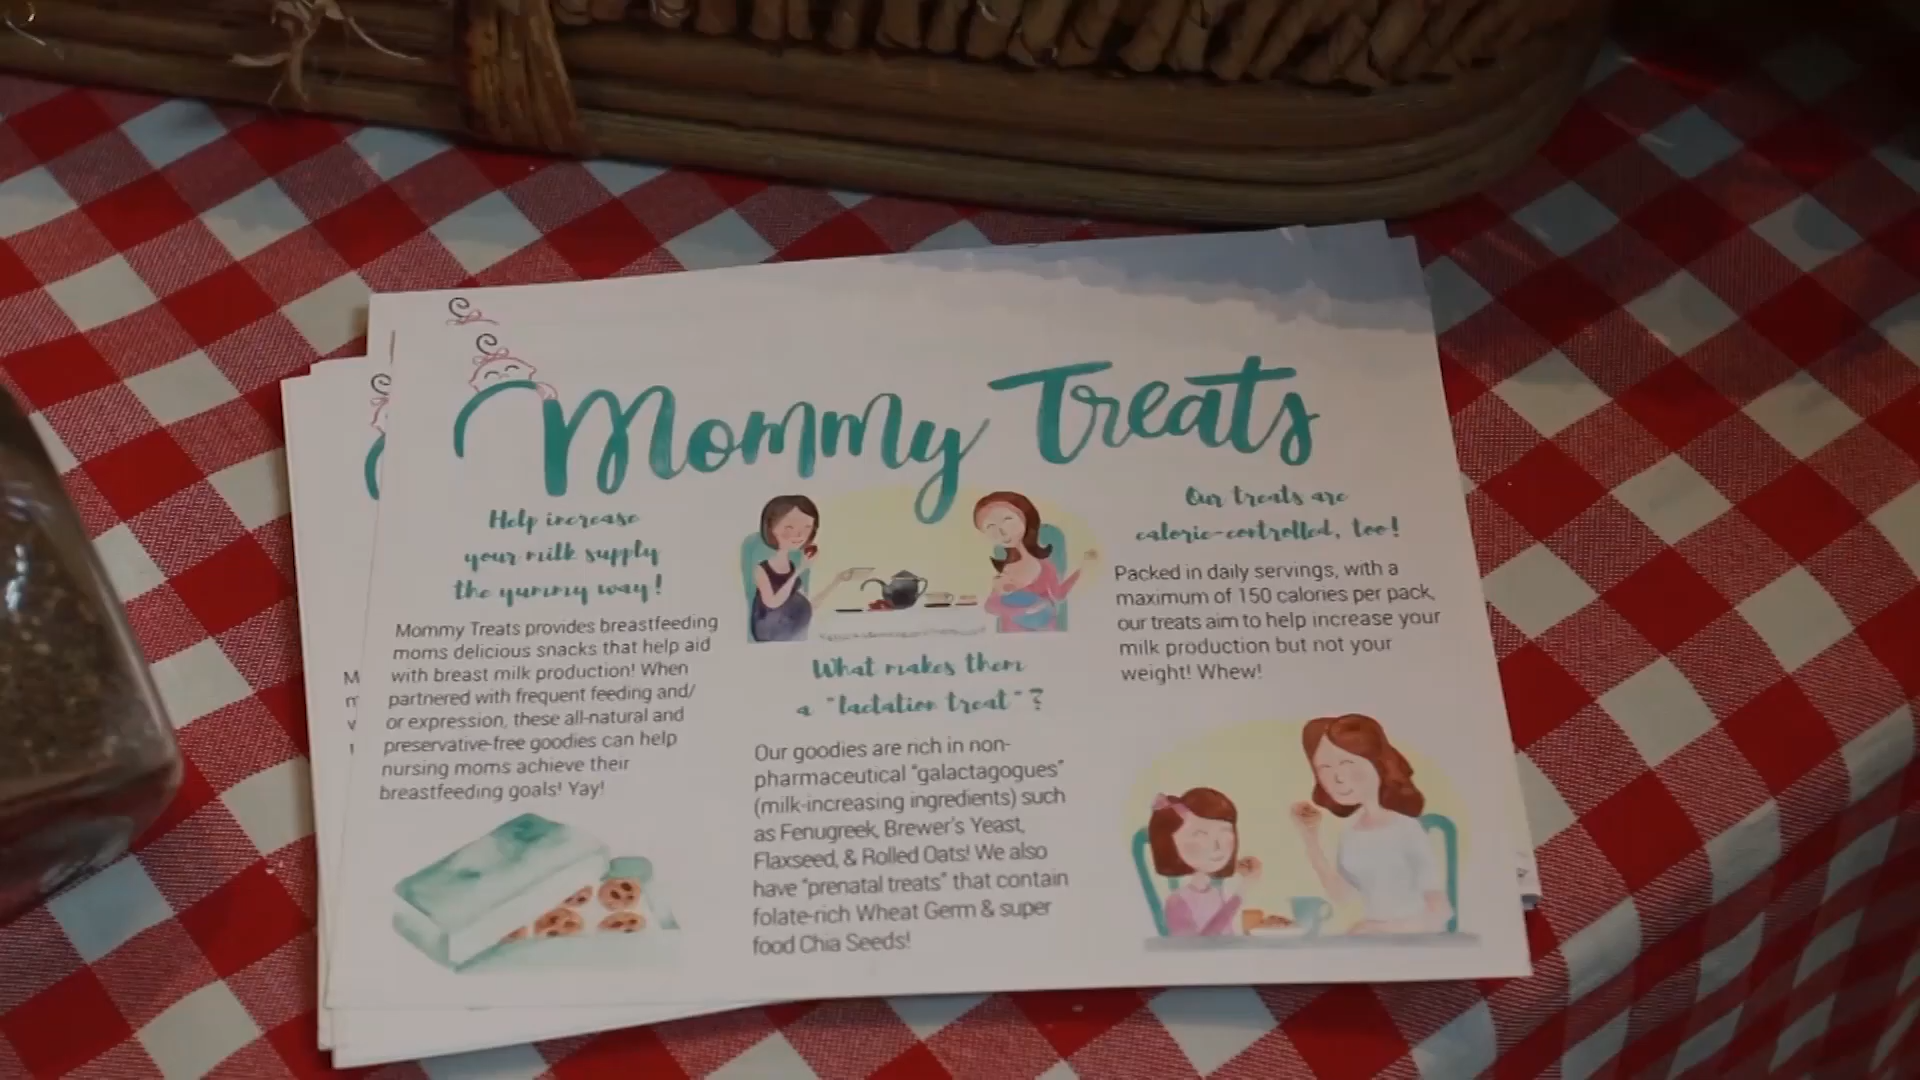 Mommy Treats
Help increase
your milk supply
the yummy way!
Mommy Treats provides breastfeeding
moms delicious snacks that help aid
with breast milk production! When
partnered with frequent feeding and/
or expression, these all-natural and
preservative-free goodies can help
nursing moms achieve their
breastfeeding goals! Yay!
What makes them
a "lactation treat"?
Our goodies are rich in non-
pharmaceutical "galactagogues"
(milk-increasing ingredients) such
as Fenugreek, Brewer's Yeast,
Flaxseed, & Rolled Oats! We also
have "prenatal treats" that contain
folate-rich Wheat Germ & super
food Chia Seeds!
Our treats are
calorie-controlled, too!
Packed in daily servings, with a
maximum of 150 calories per pack,
our treats aim to help increase your
milk production but not your
weight! Whew!